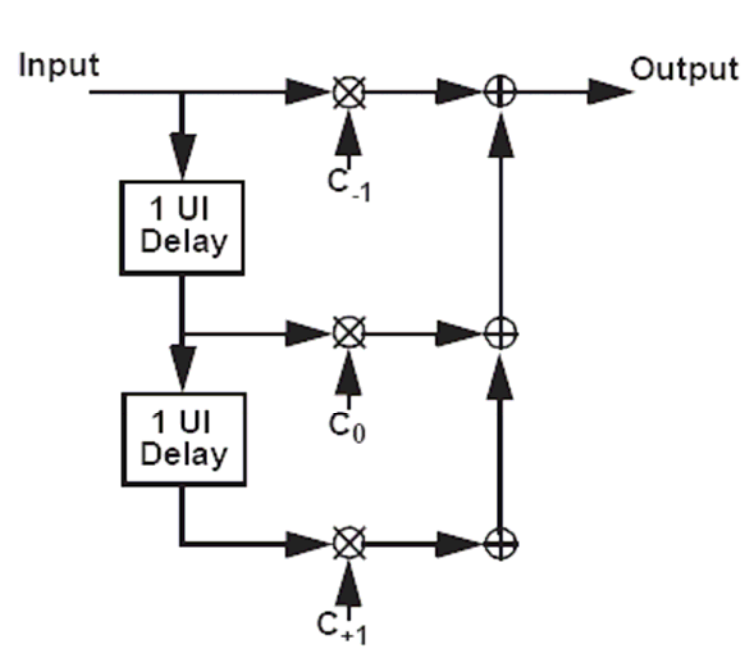 Input
Output
C-1
1 UI
Delay
C0
1 UI
Delay
C+1